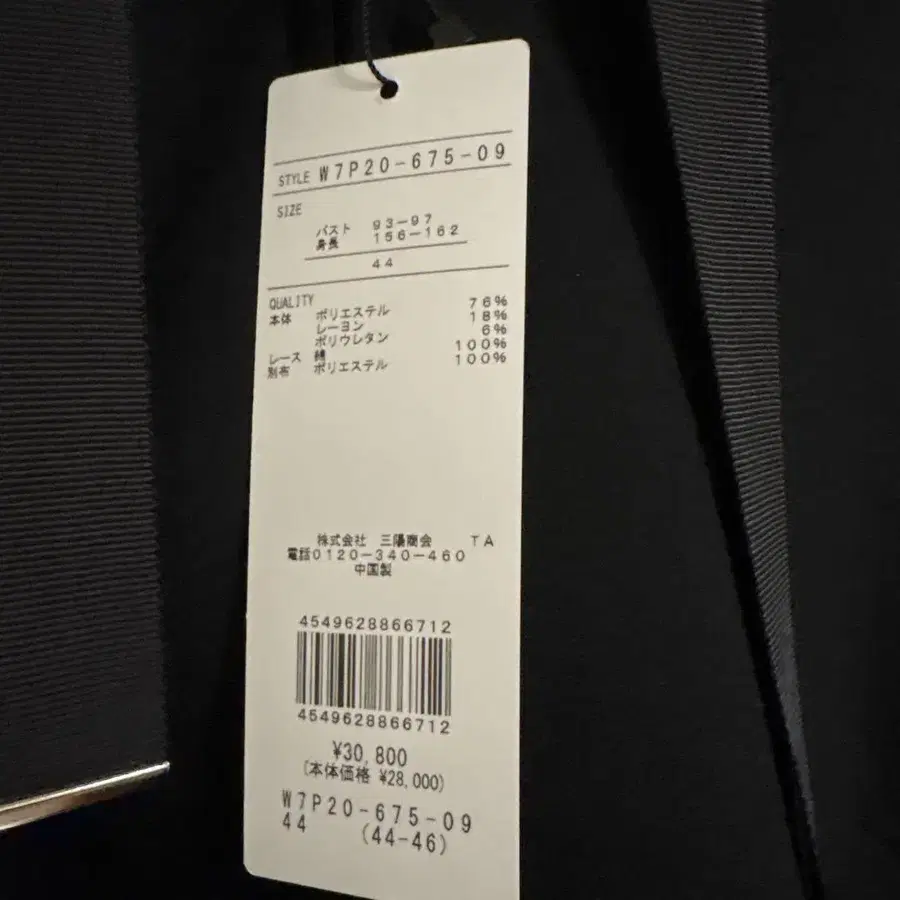 STYLE W7P20-675-09
SIZE
バスト 93-97
身長 156-162
44
QUALITY
本体 ポリエステル 76%
レーヨン 18%
ポリウレタン 6%
レース 綿 100%
別布 ポリエステル 100%
株式会社 三陽商会 TA
電話0120-340-460
中国製
4549628866712
4549628866712
¥30,800
(本体価格 ¥28,000)
W7P20-675-09
44 (44-46)